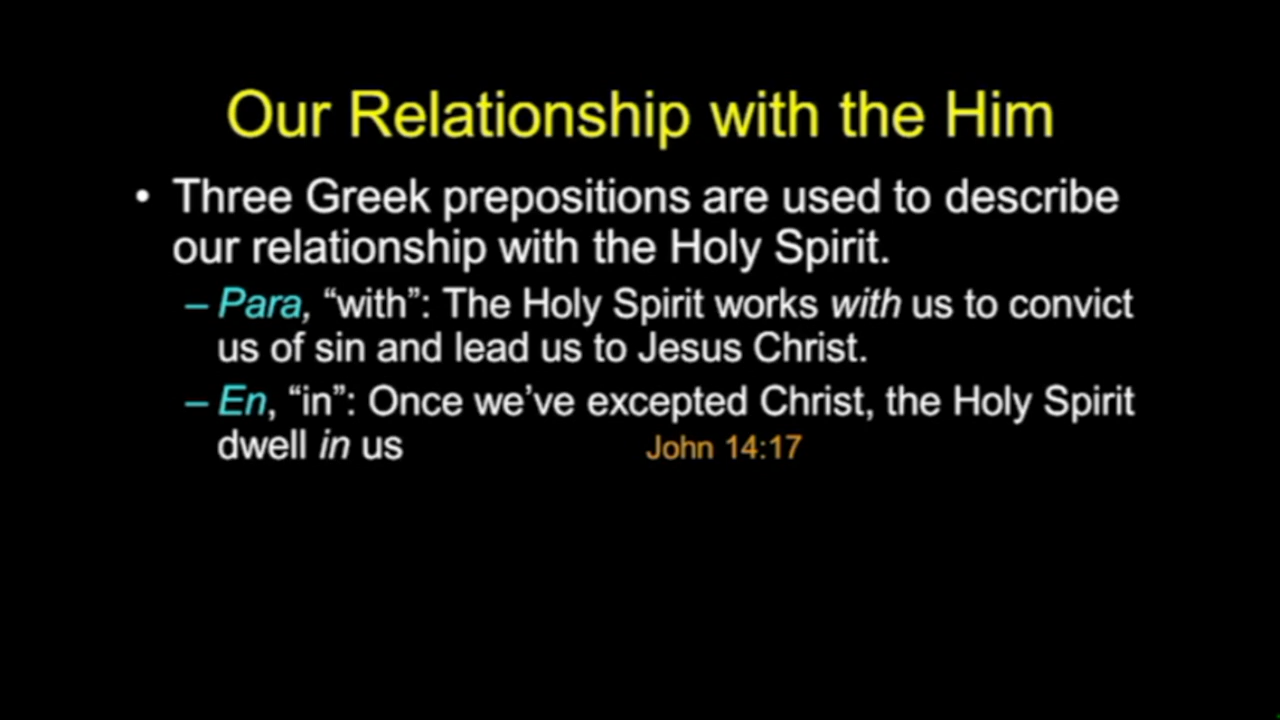 Our Relationship with the Him
• Three Greek prepositions are used to describe
our relationship with the Holy Spirit.
– Para, “with”: The Holy Spirit works with us to convict
us of sin and lead us to Jesus Christ.
– En, “in”: Once we’ve excepted Christ, the Holy Spirit
dwell in us John 14:17